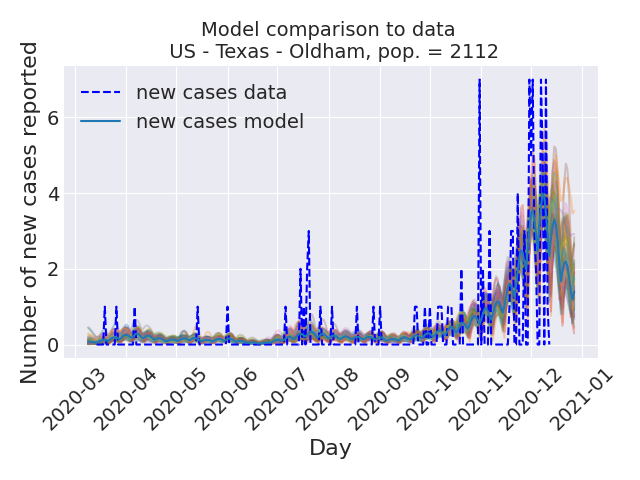 Model comparison to data
US - Texas - Oldham, pop. = 2112
new cases data
new cases model
Number of new cases reported
6
4
2
0
2020-03
2020-04
2020-05
2020-06
2020-07
2020-08
2020-09
2020-10
2020-11
2020-12
2021-01
Day